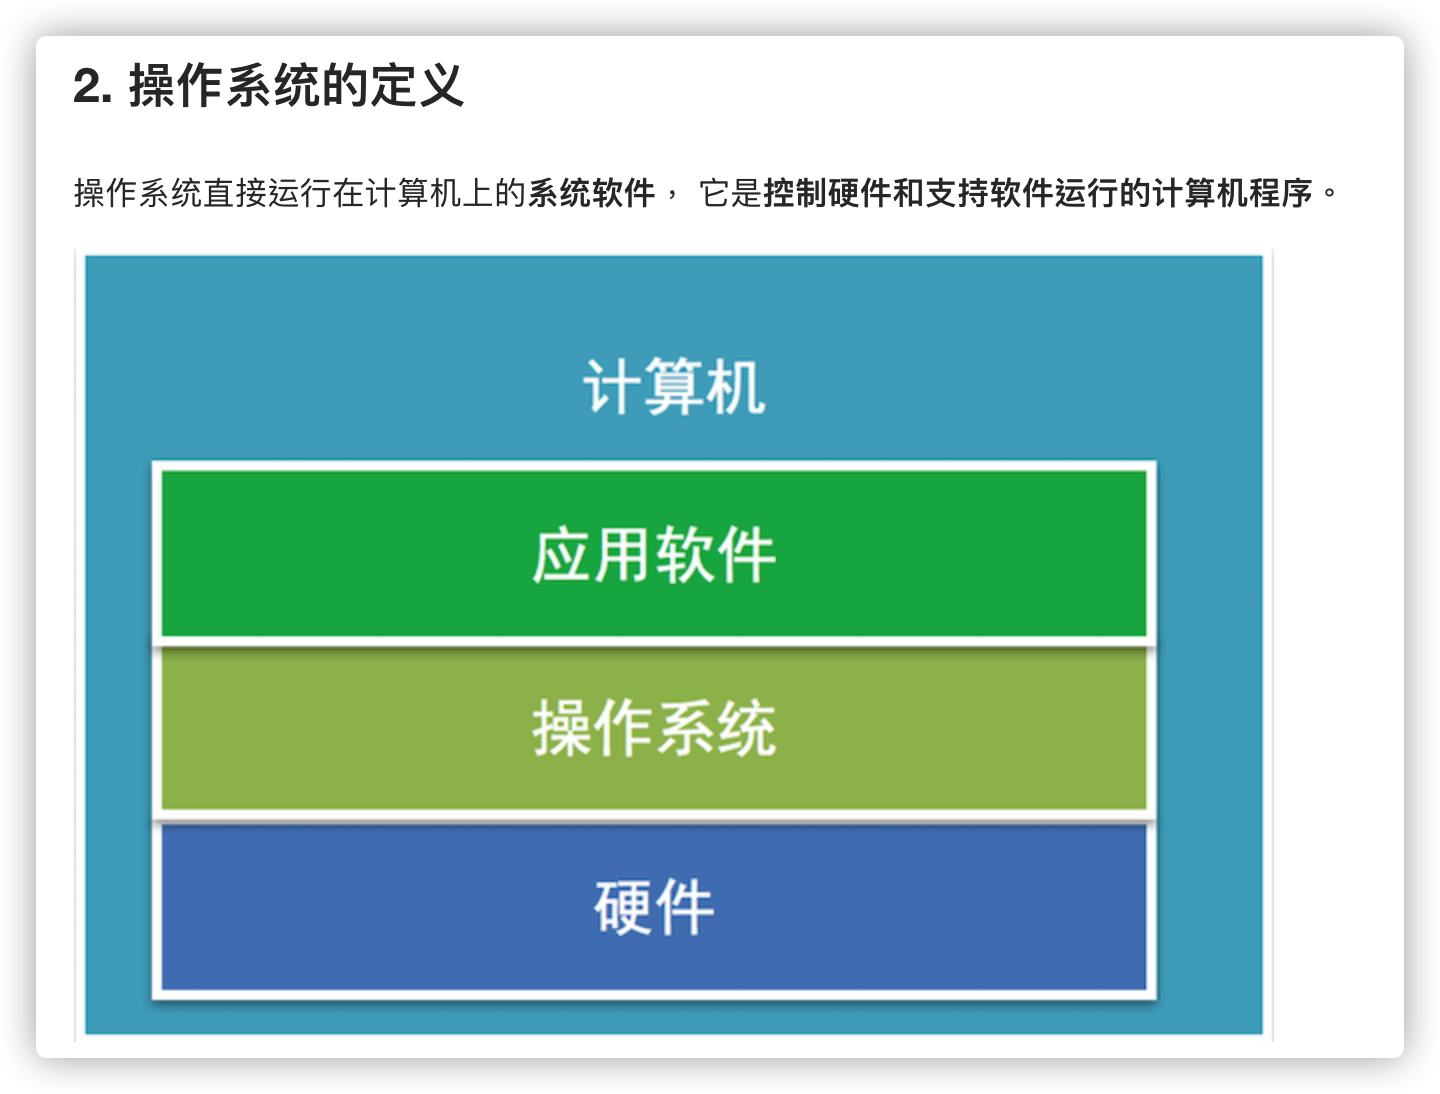 2. 操作系统的定义
操作系统直接运行在计算机上的系统软件， 它是控制硬件和支持软件运行的计算机程序。
计算机
应用软件
操作系统
硬件